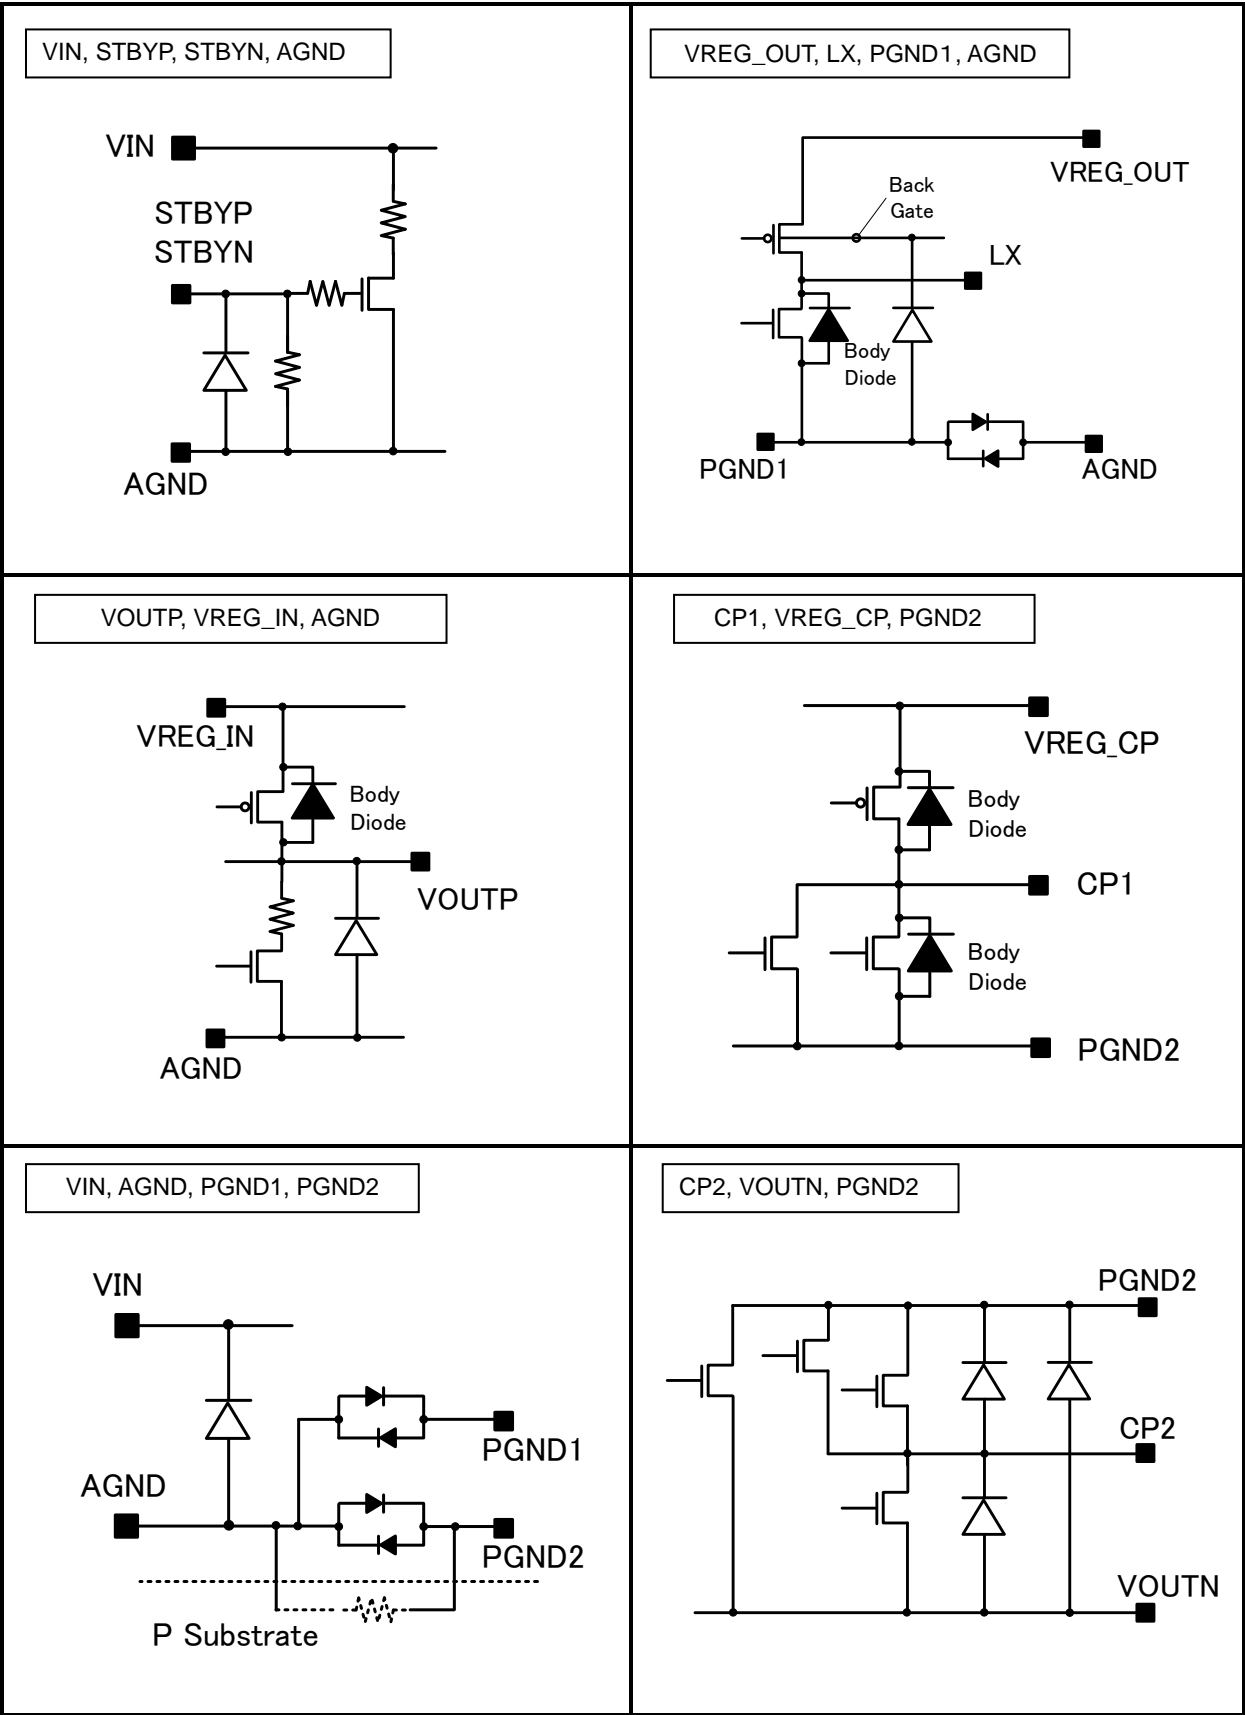 VIN, STBYP, STBYN, AGND
VIN
STBYP
STBYN
AGND
VREG_OUT, LX, PGND1, AGND
VREG_OUT
Back
Gate
LX
Body
Diode
PGND1
AGND
VOUTP, VREG_IN, AGND
VREG_IN
Body
Diode
VOUTP
AGND
CP1, VREG_CP, PGND2
VREG_CP
Body
Diode
CP1
Body
Diode
PGND2
VIN, AGND, PGND1, PGND2
VIN
PGND1
AGND
PGND2
P Substrate
CP2, VOUTN, PGND2
PGND2
CP2
VOUTN